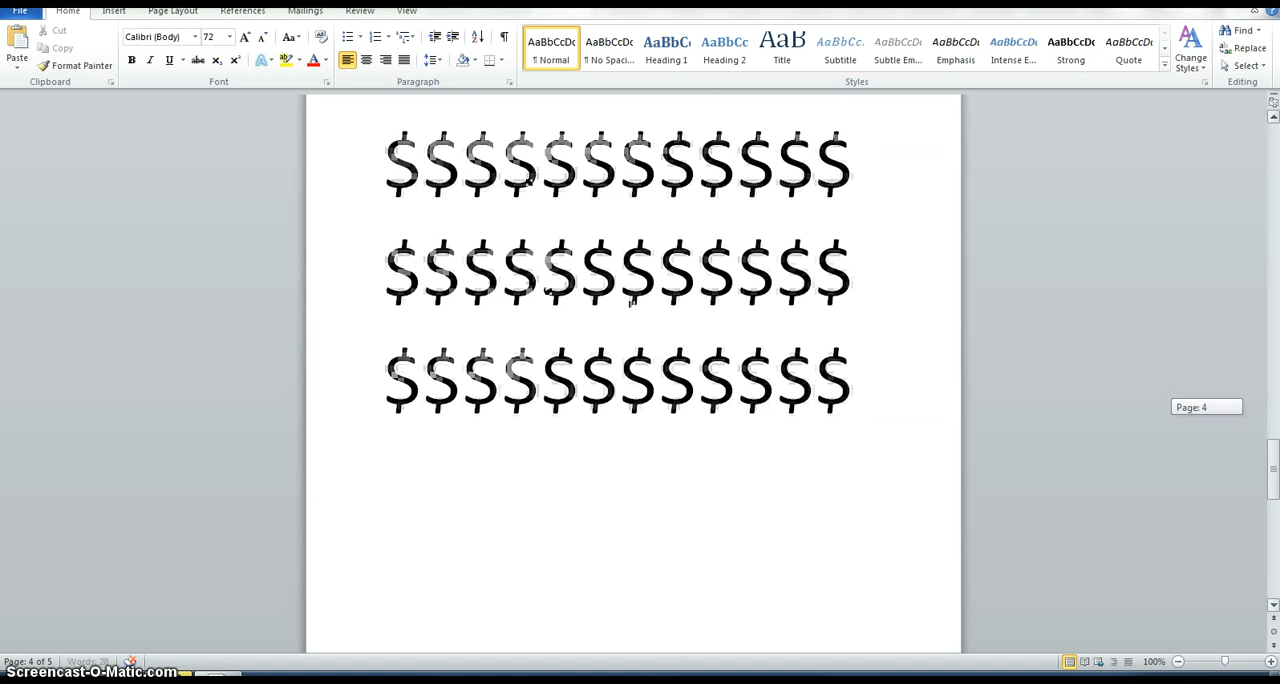 File Home Insert Page Layout References Mailings Review View
Cut
Copy
Format Painter
Paste
Clipboard
Calibri (Body) 72
Font
Paragraph
AaBbCcDc AaBbCcDc AaBbC AaBbCc AaB AaBbCc. AaBbCcDc AaBbCcDc AaBbCcDc AaBbCcDc AaBbCcDc
¶ Normal ¶ No Spaci... Heading 1 Heading 2 Title Subtitle Subtle Em... Emphasis Intense E... Strong Quote
Styles
Change Styles
Find
Replace
Select
Editing
$$$$$$$$$$$$
$$$$$$$$$$$$
$$$$$$$$$$$$
Page: 4
Page: 4 of 5 Words: 28
100%
Screencast-O-Matic.com